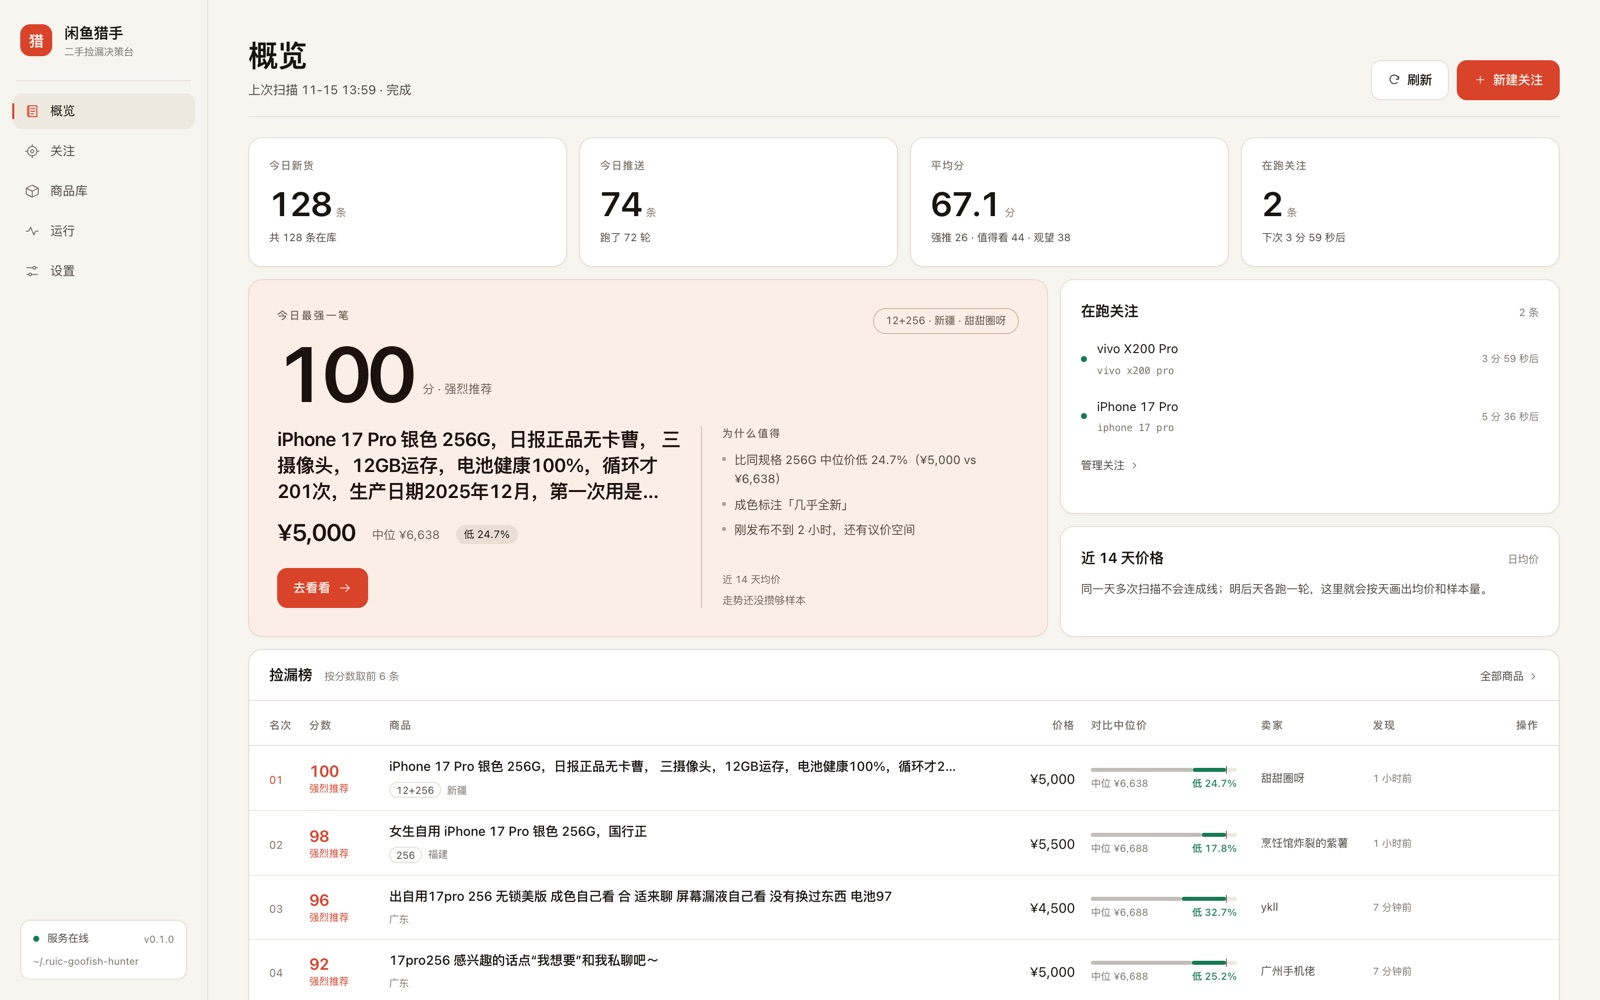 猎
闲鱼猎手
二手捡漏决策台
概览
关注
商品库
运行
设置
服务在线 v0.1.0
~/.ruic-goofish-hunter
概览
上次扫描 11-15 13:59 · 完成
刷新
+ 新建关注
今日新货
128 条
共 128 条在库
今日推送
74 条
跑了 72 轮
平均分
67.1 分
强推 26 · 值得看 44 · 观望 38
在跑关注
2 条
下次 3 分 59 秒后
今日最强一笔
12+256 · 新疆 · 甜甜圈呀
100 分 · 强烈推荐
iPhone 17 Pro 银色 256G，日报正品无卡曹， 三
摄像头，12GB运存，电池健康100%，循环才
201次，生产日期2025年12月，第一次用是...
¥5,000 中位 ¥6,638 低 24.7%
去看看 →
为什么值得
• 比同规格 256G 中位价低 24.7%（¥5,000 vs
¥6,638）
• 成色标注「几乎全新」
• 刚发布不到 2 小时，还有议价空间
近 14 天均价
走势还没攒够样本
在跑关注 2 条
vivo X200 Pro
vivo x200 pro
3 分 59 秒后
iPhone 17 Pro
iphone 17 pro
5 分 36 秒后
管理关注 >
近 14 天价格 日均价
同一天多次扫描不会连成线；明后天各跑一轮，这里就会按天画出均价和样本量。
捡漏榜 按分数取前 6 条 全部商品 >
名次 分数 商品 价格 对比中位价 卖家 发现 操作
01 100 强烈推荐
iPhone 17 Pro 银色 256G，日报正品无卡曹， 三摄像头，12GB运存，电池健康100%，循环才2...
12+256 新疆
¥5,000 中位 ¥6,638 低 24.7% 甜甜圈呀 1 小时前
02 98 强烈推荐
女生自用 iPhone 17 Pro 银色 256G，国行正
256 福建
¥5,500 中位 ¥6,688 低 17.8% 烹饪馆炸裂的紫薯 1 小时前
03 96 强烈推荐
出自用17pro 256 无锁美版 成色自己看 合 适来聊 屏幕漏液自己看 没有换过东西 电池97
广东
¥4,500 中位 ¥6,688 低 32.7% ykll 7 分钟前
04 92 强烈推荐
17pro256 感兴趣的话点“我想要”和我私聊吧～
广东
¥5,000 中位 ¥6,688 低 25.2% 广州手机佬 7 分钟前